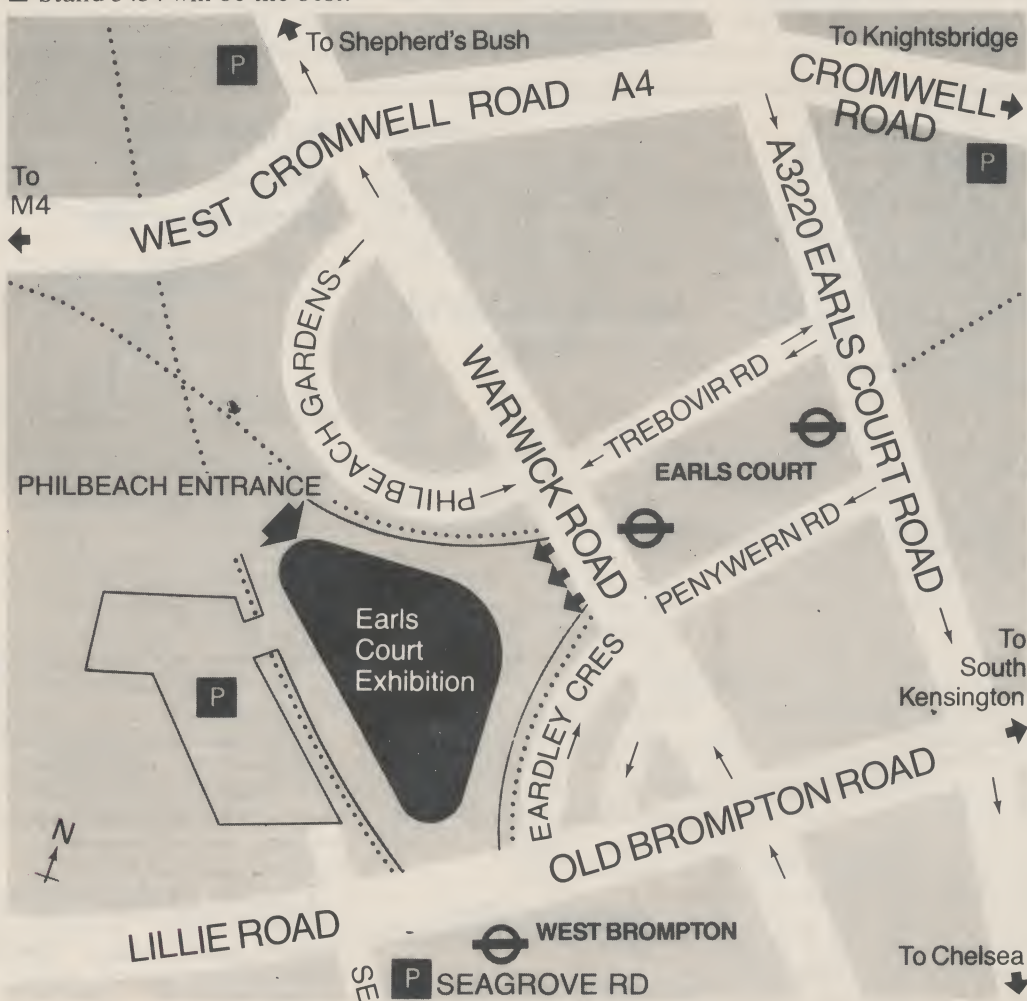 P
To Shepherd's Bush
To Knightsbridge
WEST CROMWELL ROAD A4
CROMWELL
ROAD
P
To
M4
A3220 EARLS COURT ROAD
PHILBEACH GARDENS
PHILBEACH
WARWICK ROAD
TREBOVIR RD
EARLS COURT
PHILBEACH ENTRANCE
PENYWERN RD
Earls
Court
Exhibition
P
To
South
Kensington
EARDLEY CRES
OLD BROMPTON ROAD
N
LILLIE ROAD
WEST BROMPTON
To Chelsea
SE
P SEAGROVE RD